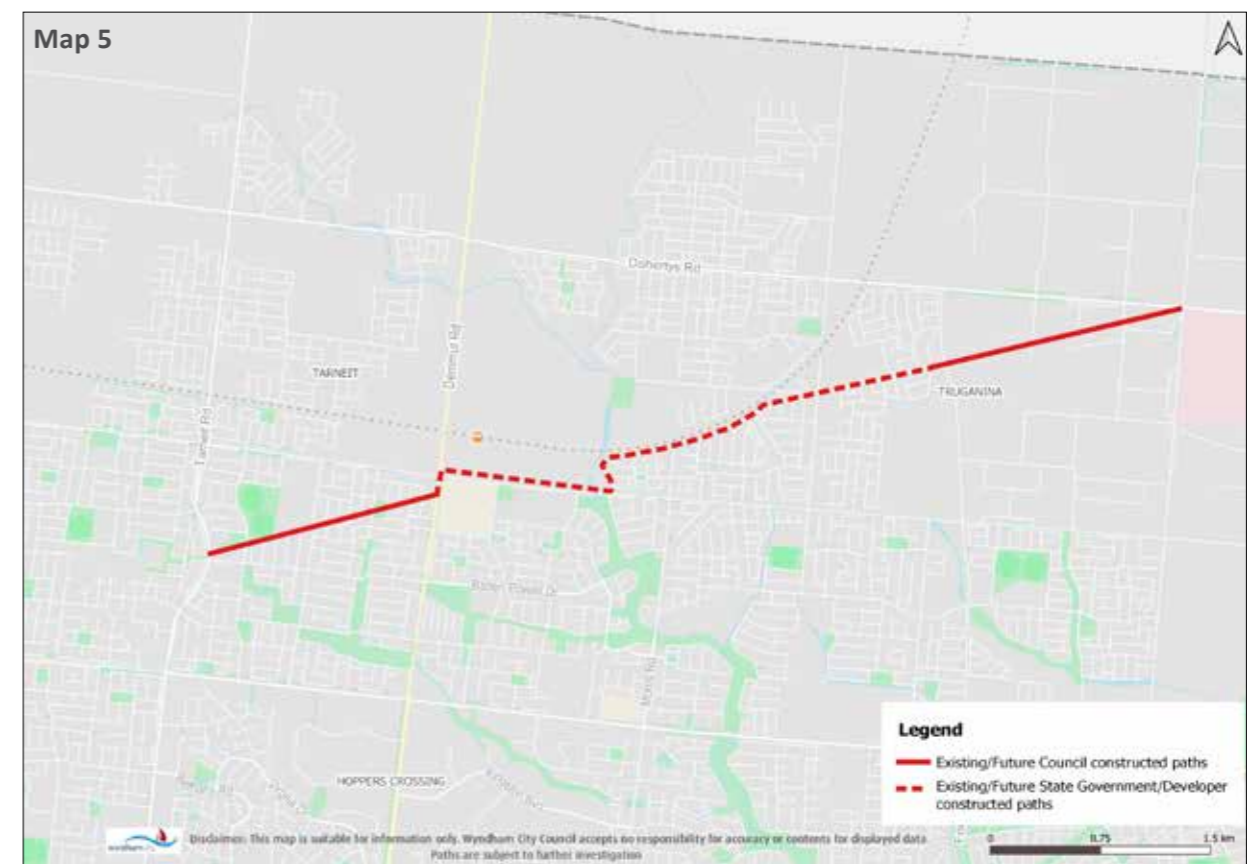 Map 5
Dohertys Rd
Derrimut Rd
TARNEIT
Tarneit Rd
TRUGANINA
Baden Powell Dr
Morris Rd
HOPPERS CROSSING
Legend
Existing/Future Council constructed paths
Existing/Future State Government/Developer
constructed paths
Disclaimer: This map is suitable for information only. Wyndham City Council accepts no responsibility for accuracy or contents for displayed data
Paths are subject to further investigation
0 0.75 1.5 km